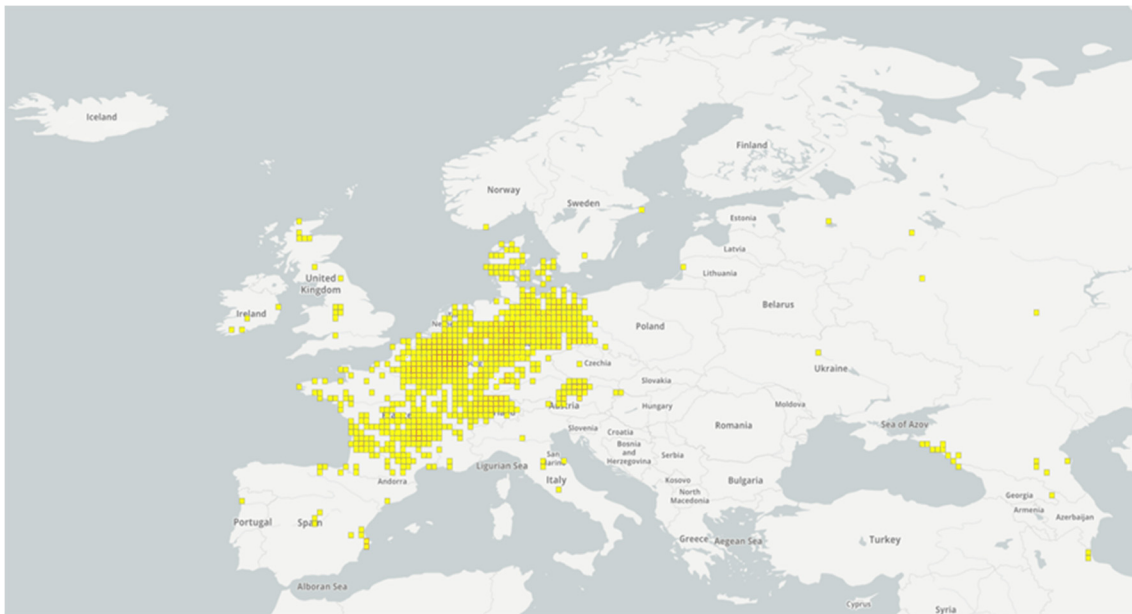 Iceland
Finland
Norway
Sweden
Estonia
Latvia
United
Kingdom
Lithuania
Ireland
Belarus
Poland
Czechia
Ukraine
Slovakia
Austria
Hungary
Moldova
Slovenia
Romania
Sea of Azov
Croatia
Bosnia
and
Herzegovina
San
Marino
Serbia
Ligurian Sea
Italy
Andorra
Kosovo
Bulgaria
North
Macedonia
Georgia
Armenia
Azerbaijan
Portugal
Spain
Greece
Aegean Sea
Turkey
Alboran Sea
Cyprus
Syria